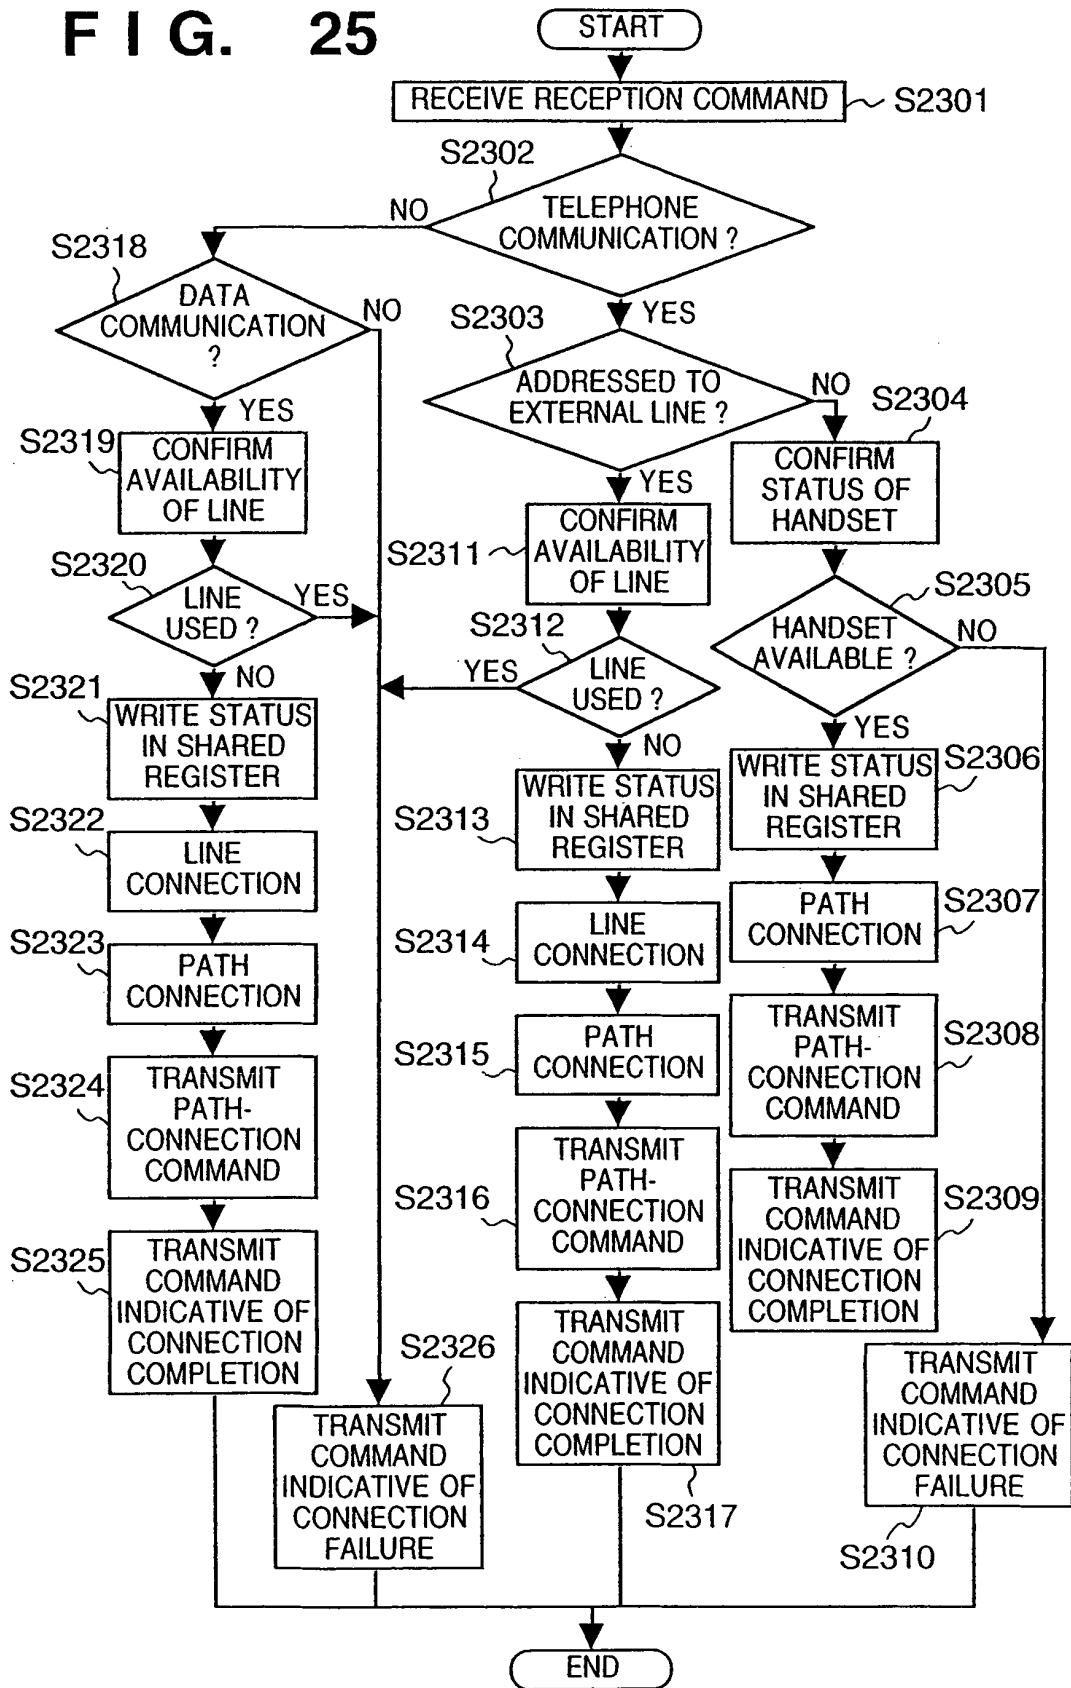 FIG. 25
START
RECEIVE RECEPTION COMMAND
S2301
S2302
TELEPHONE
COMMUNICATION ?
NO
YES
S2318
DATA
COMMUNICATION
?
NO
YES
S2303
ADDRESSED TO
EXTERNAL LINE ?
NO
YES
S2304
CONFIRM
STATUS OF
HANDSET
S2319
CONFIRM
AVAILABILITY
OF LINE
S2311
CONFIRM
AVAILABILITY
OF LINE
S2305
HANDSET
AVAILABLE ?
NO
YES
S2320
LINE
USED ?
YES
NO
S2312
LINE
USED ?
YES
NO
S2321
WRITE STATUS
IN SHARED
REGISTER
S2313
WRITE STATUS
IN SHARED
REGISTER
S2306
WRITE STATUS
IN SHARED
REGISTER
S2322
LINE
CONNECTION
S2314
LINE
CONNECTION
S2307
PATH
CONNECTION
S2323
PATH
CONNECTION
S2315
PATH
CONNECTION
S2308
TRANSMIT
PATH-
CONNECTION
COMMAND
S2324
TRANSMIT
PATH-
CONNECTION
COMMAND
S2316
TRANSMIT
PATH-
CONNECTION
COMMAND
S2309
TRANSMIT
COMMAND
INDICATIVE OF
CONNECTION
COMPLETION
S2325
TRANSMIT
COMMAND
INDICATIVE OF
CONNECTION
COMPLETION
S2326
TRANSMIT
COMMAND
INDICATIVE OF
CONNECTION
FAILURE
TRANSMIT
COMMAND
INDICATIVE OF
CONNECTION
COMPLETION
S2317
TRANSMIT
COMMAND
INDICATIVE OF
CONNECTION
FAILURE
S2310
END